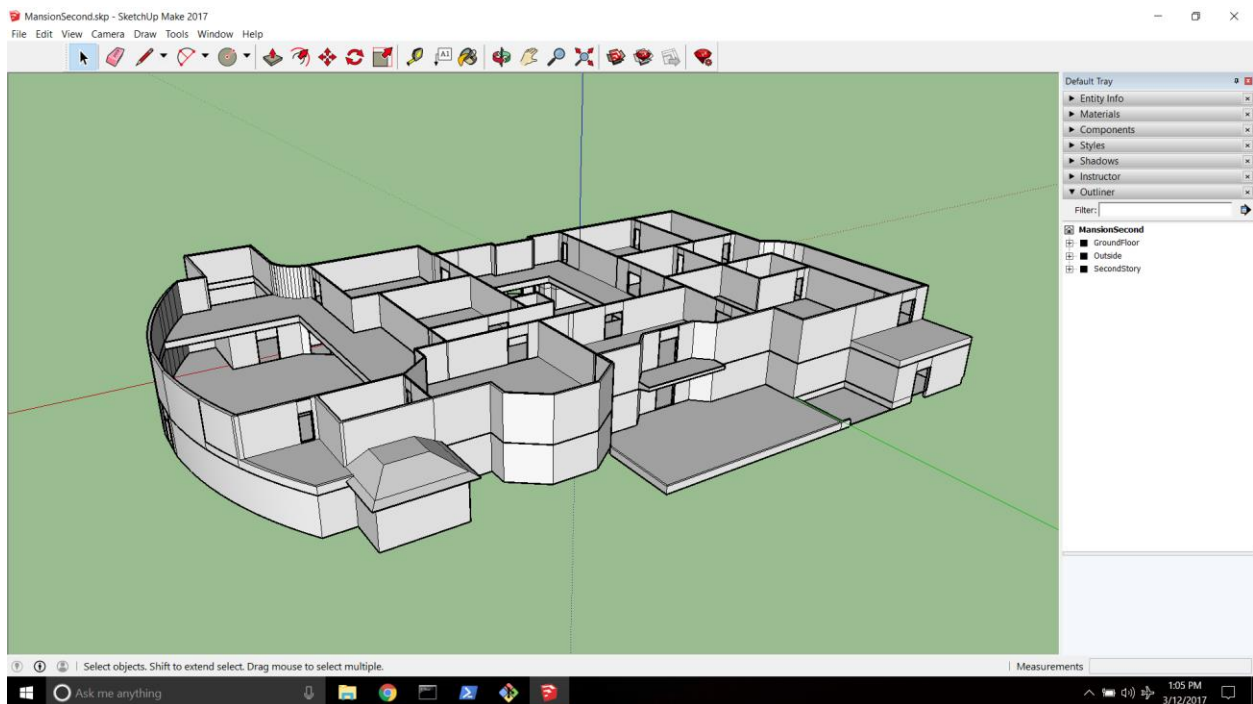 MansionSecond.skp - SketchUp Make 2017
File Edit View Camera Draw Tools Window Help
A1
Default Tray
Entity Info
Materials
Components
Styles
Shadows
Instructor
Outliner
Filter:
MansionSecond
GroundFloor
Outside
SecondStory
Select objects. Shift to extend select. Drag mouse to select multiple.
Measurements
Ask me anything
1:05 PM
3/12/2017